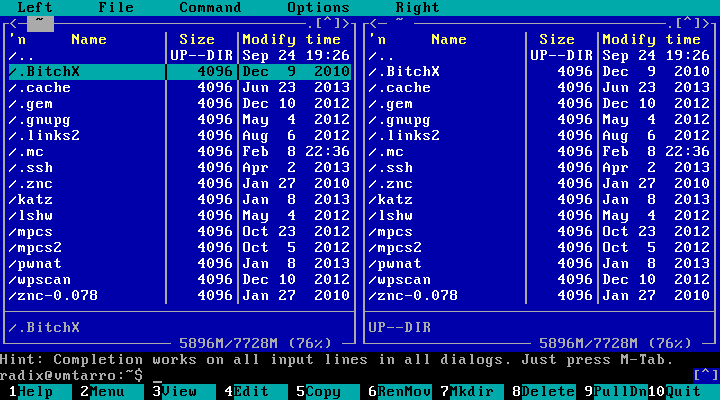 Left File Command Options Right
<─ ~ .[^]> <─ ~ .[^]>
'n Name Size Modify time 'n Name Size Modify time
/.. UP--DIR Sep 24 19:26 /.. UP--DIR Sep 24 19:26
/.BitchX 4096 Dec 9 2010 /.BitchX 4096 Dec 9 2010
/.cache 4096 Jun 23 2013 /.cache 4096 Jun 23 2013
/.gem 4096 Dec 10 2012 /.gem 4096 Dec 10 2012
/.gnupg 4096 May 4 2012 /.gnupg 4096 May 4 2012
/.links2 4096 Aug 6 2012 /.links2 4096 Aug 6 2012
/.mc 4096 Feb 8 22:36 /.mc 4096 Feb 8 22:36
/.ssh 4096 Apr 2 2013 /.ssh 4096 Apr 2 2013
/.znc 4096 Jan 27 2010 /.znc 4096 Jan 27 2010
/katz 4096 Jan 8 2013 /katz 4096 Jan 8 2013
/lshw 4096 May 4 2012 /lshw 4096 May 4 2012
/mpcs 4096 Oct 23 2012 /mpcs 4096 Oct 23 2012
/mpcs2 4096 Oct 5 2012 /mpcs2 4096 Oct 5 2012
/pwnat 4096 Jan 8 2013 /pwnat 4096 Jan 8 2013
/wpscan 4096 Dec 10 2012 /wpscan 4096 Dec 10 2012
/znc-0.078 4096 Jan 27 2010 /znc-0.078 4096 Jan 27 2010
/.BitchX UP--DIR
5896M/7728M (76%) 5896M/7728M (76%)
Hint: Completion works on all input lines in all dialogs. Just press M-Tab.
radix@vmtarro:~$ [^]
1Help 2Menu 3View 4Edit 5Copy 6RenMov 7Mkdir 8Delete 9PullDn 10Quit